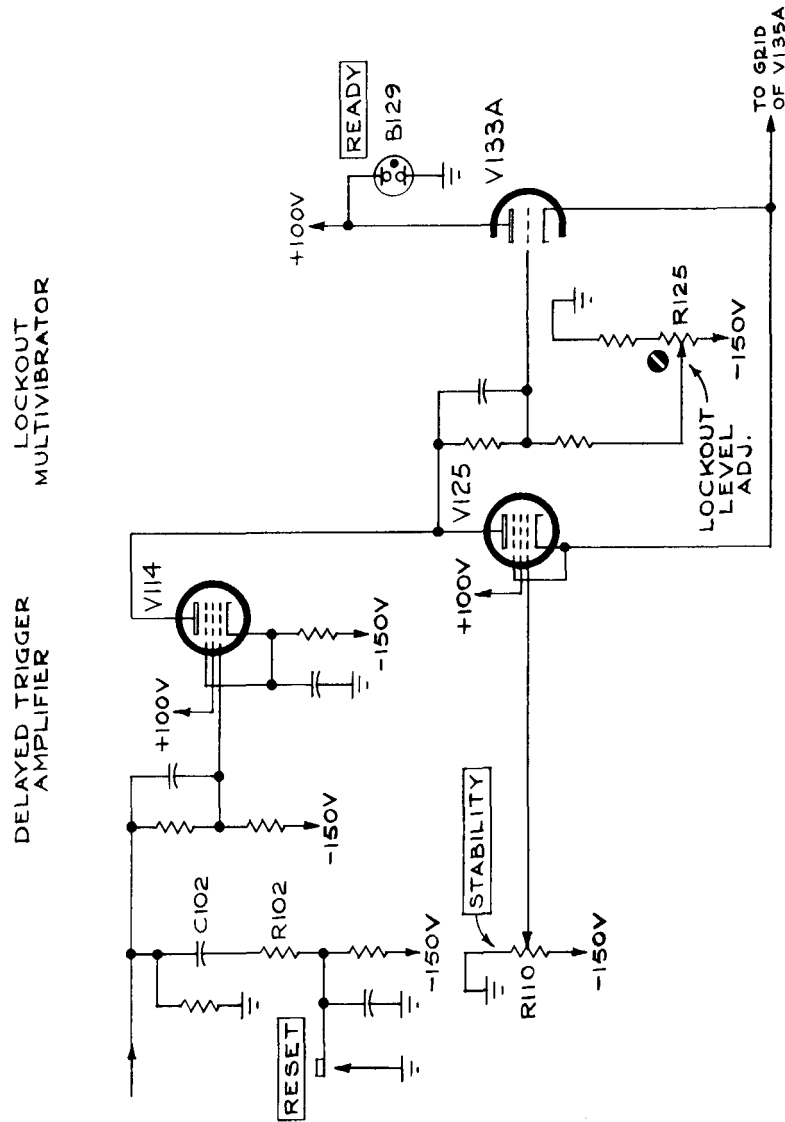 DELAYED TRIGGER
AMPLIFIER
LOCKOUT
MULTIVIBRATOR
RESET
C102
R102
-150V
-150V
+100V
V114
-150V
STABILITY
R110
-150V
+100V
V125
LOCKOUT
LEVEL
ADJ.
R125
-150V
+100V
READY
B129
V133A
TO GRID
OF V135A